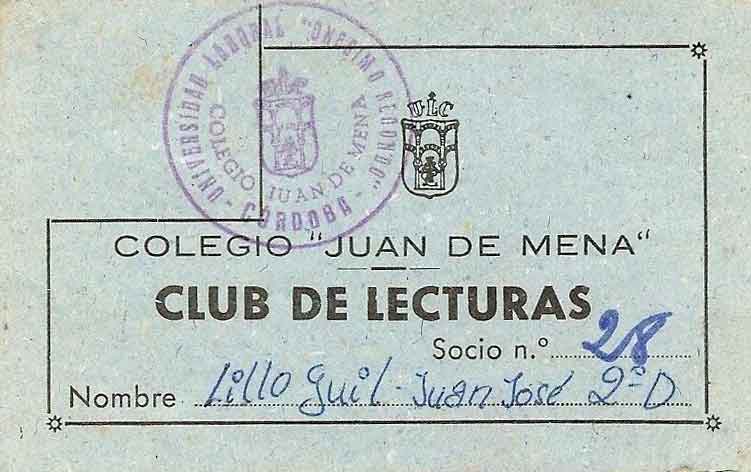 UNIVERSIDAD LABORAL "ONESIMO REDONDO"
- CORDOBA -
COLEGIO JUAN DE MENA
ULC
COLEGIO "JUAN DE MENA"
CLUB DE LECTURAS
Socio n.º 28
Nombre Lillo Guil - Juan José 2º D